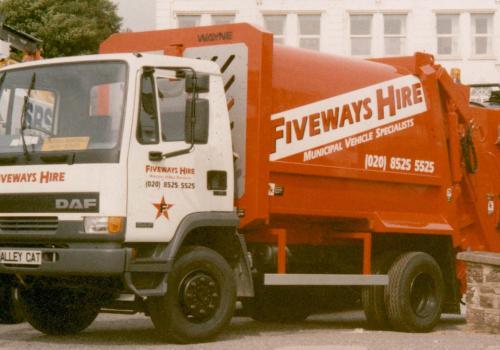 WAYNE
FIVEWAYS HIRE
MUNICIPAL VEHICLE SPECIALISTS
(020) 8525 5525
FIVEWAYS HIRE
(020) 8525 5525
FIVEWAYS HIRE
DAF
ALLEY CAT